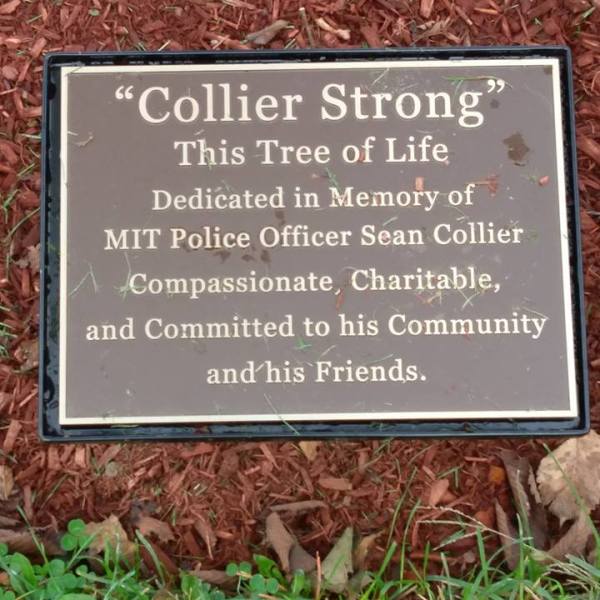 “Collier Strong”
This Tree of Life
Dedicated in Memory of
MIT Police Officer Sean Collier
Compassionate, Charitable,
and Committed to his Community
and his Friends.